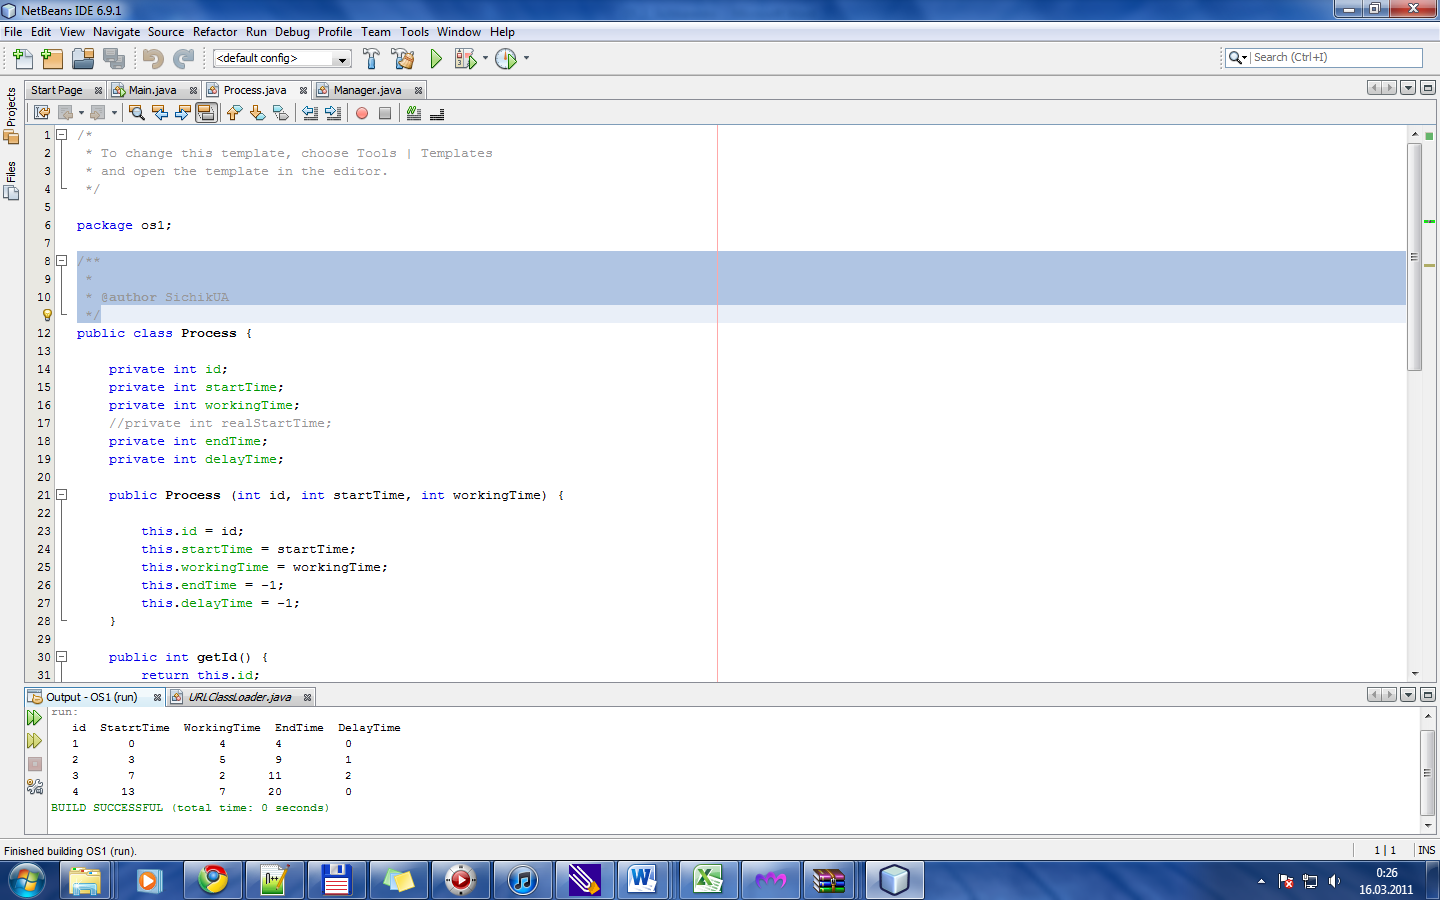 NetBeans IDE 6.9.1
File Edit View Navigate Source Refactor Run Debug Profile Team Tools Window Help
<default config>
Search (Ctrl+I)
Projects
Files
Start Page Main.java Process.java Manager.java
1 /*
2  * To change this template, choose Tools | Templates
3  * and open the template in the editor.
4  */
5
6 package os1;
7
8 /**
9  *
10  * @author SichikUA
 */
12 public class Process {
13
14     private int id;
15     private int startTime;
16     private int workingTime;
17     //private int realStartTime;
18     private int endTime;
19     private int delayTime;
20
21     public Process (int id, int startTime, int workingTime) {
22
23         this.id = id;
24         this.startTime = startTime;
25         this.workingTime = workingTime;
26         this.endTime = -1;
27         this.delayTime = -1;
28     }
29
30     public int getId() {
31         return this.id;
Output - OS1 (run) URLClassLoader.java
run:
id StatrtTime WorkingTime EndTime DelayTime
1 0 4 4 0
2 3 5 9 1
3 7 2 11 2
4 13 7 20 0
BUILD SUCCESSFUL (total time: 0 seconds)
Finished building OS1 (run).
1 | 1 INS
0:26
16.03.2011